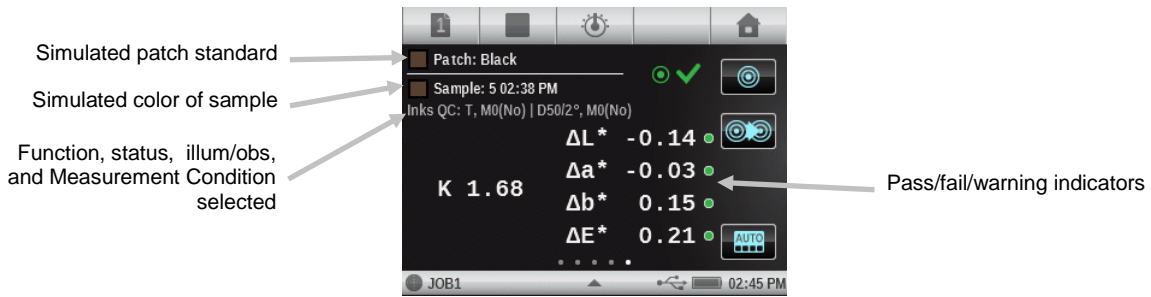 Simulated patch standard
Simulated color of sample
Function, status, illum/obs,
and Measurement Condition
selected
1
Patch: Black
Sample: 5 02:38 PM
Inks QC: T, M0(No) | D50/2°, M0(No)
ΔL* -0.14
Δa* -0.03
K 1.68
Δb* 0.15
ΔE* 0.21
AUTO
JOB1
02:45 PM
Pass/fail/warning indicators